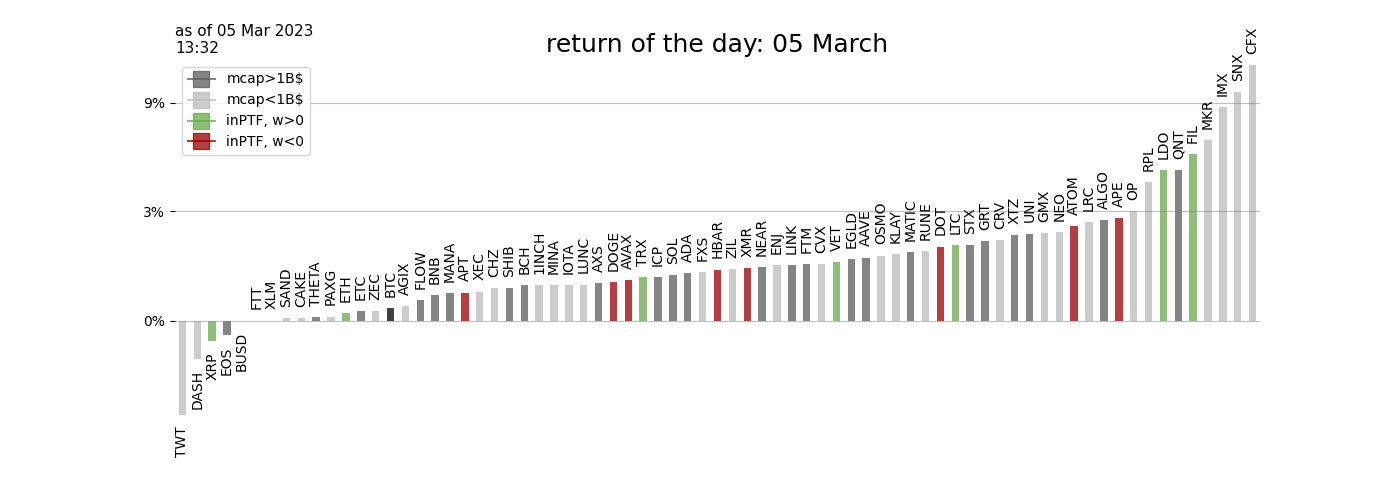 as of 05 Mar 2023
13:32
return of the day: 05 March
mcap>1B$
mcap<1B$
inPTF, w>0
inPTF, w<0
9%
3%
0%
TWT
DASH
XRP
EOS
BUSD
FTT
XLM
SAND
CAKE
THETA
PAXG
ETH
ETC
ZEC
BTC
AGIX
FLOW
BNB
MANA
APT
XEC
CHZ
SHIB
BCH
1INCH
MINA
IOTA
LUNC
AXS
DOGE
AVAX
TRX
ICP
SOL
ADA
FXS
HBAR
ZIL
XMR
NEAR
ENJ
LINK
FTM
CVX
VET
EGLD
AAVE
OSMO
KLAY
MATIC
RUNE
DOT
LTC
STX
GRT
CRV
XTZ
UNI
GMX
NEO
ATOM
LRC
ALGO
APE
OP
RPL
LDO
QNT
FIL
MKR
IMX
SNX
CFX